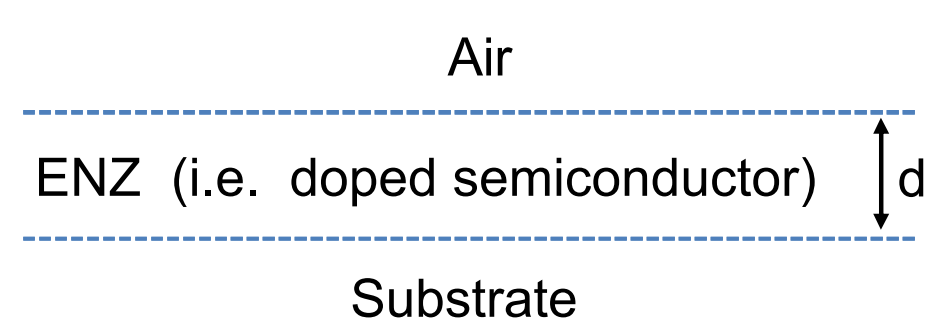 Air
ENZ (i.e. doped semiconductor) d
Substrate